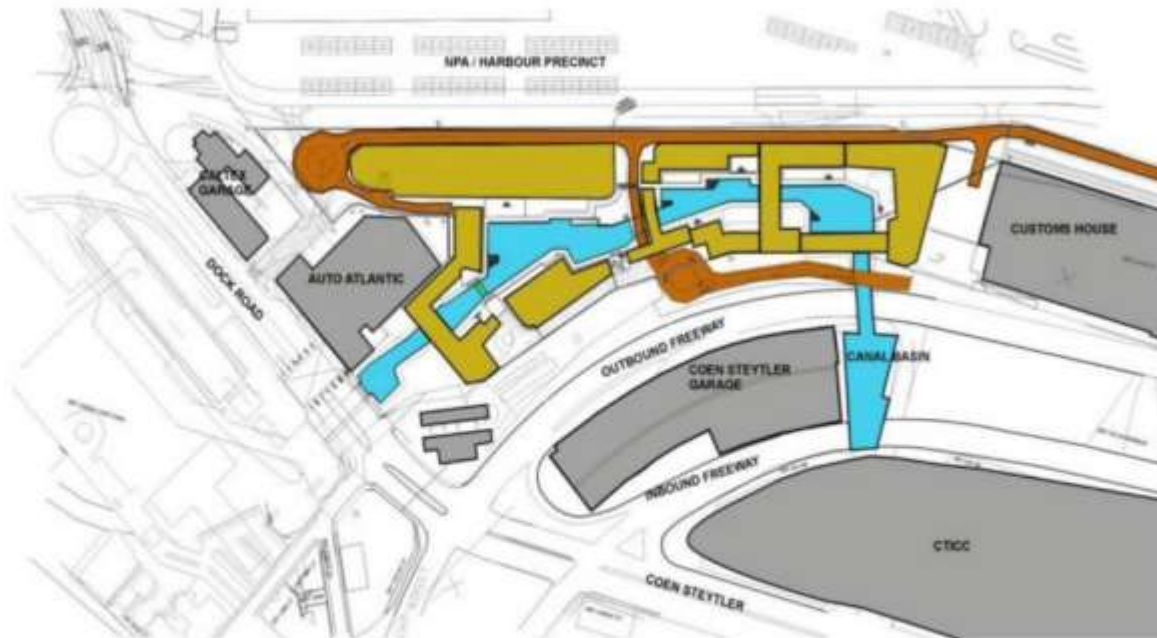 NPA / HARBOUR PRECINCT
CALTEX
GARAGE
CUSTOMS HOUSE
AUTO ATLANTIC
DOCK ROAD
OUTBOUND FREEWAY
CANAL BASIN
COEN STEYTLER
GARAGE
INBOUND FREEWAY
CTICC
COEN STEYTLER